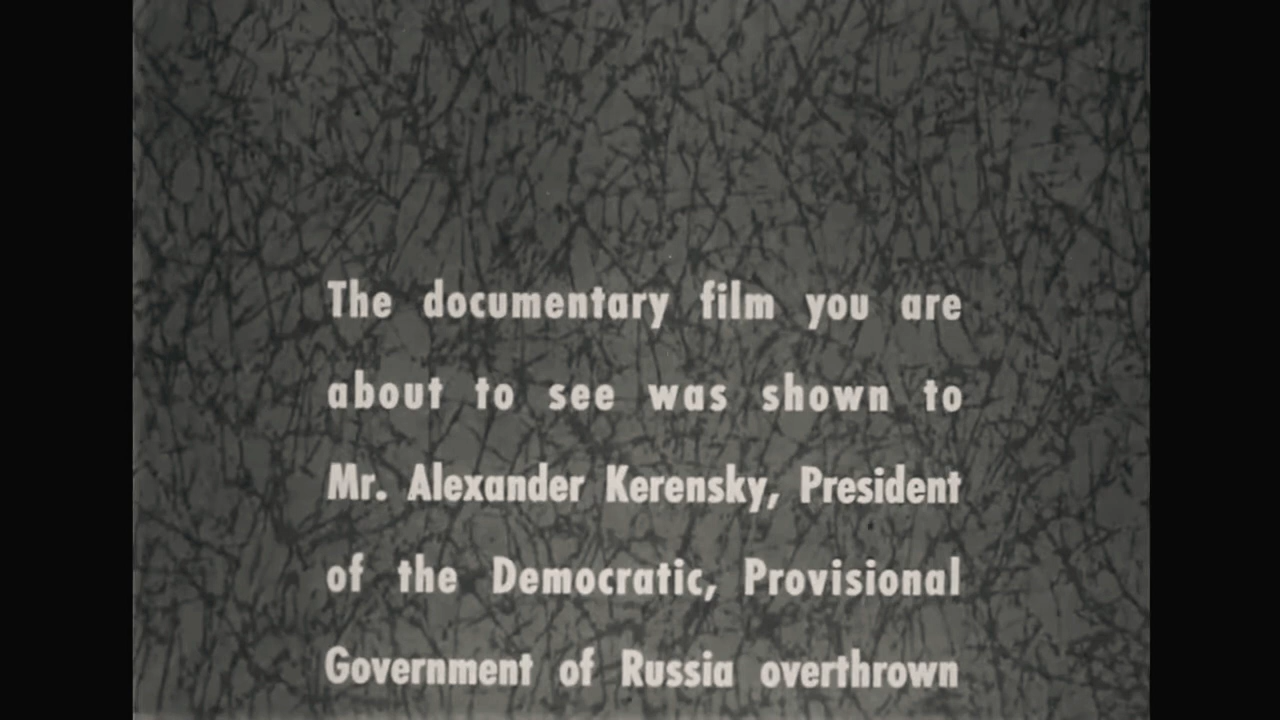 The documentary film you are
about to see was shown to
Mr. Alexander Kerensky, President
of the Democratic, Provisional
Government of Russia overthrown